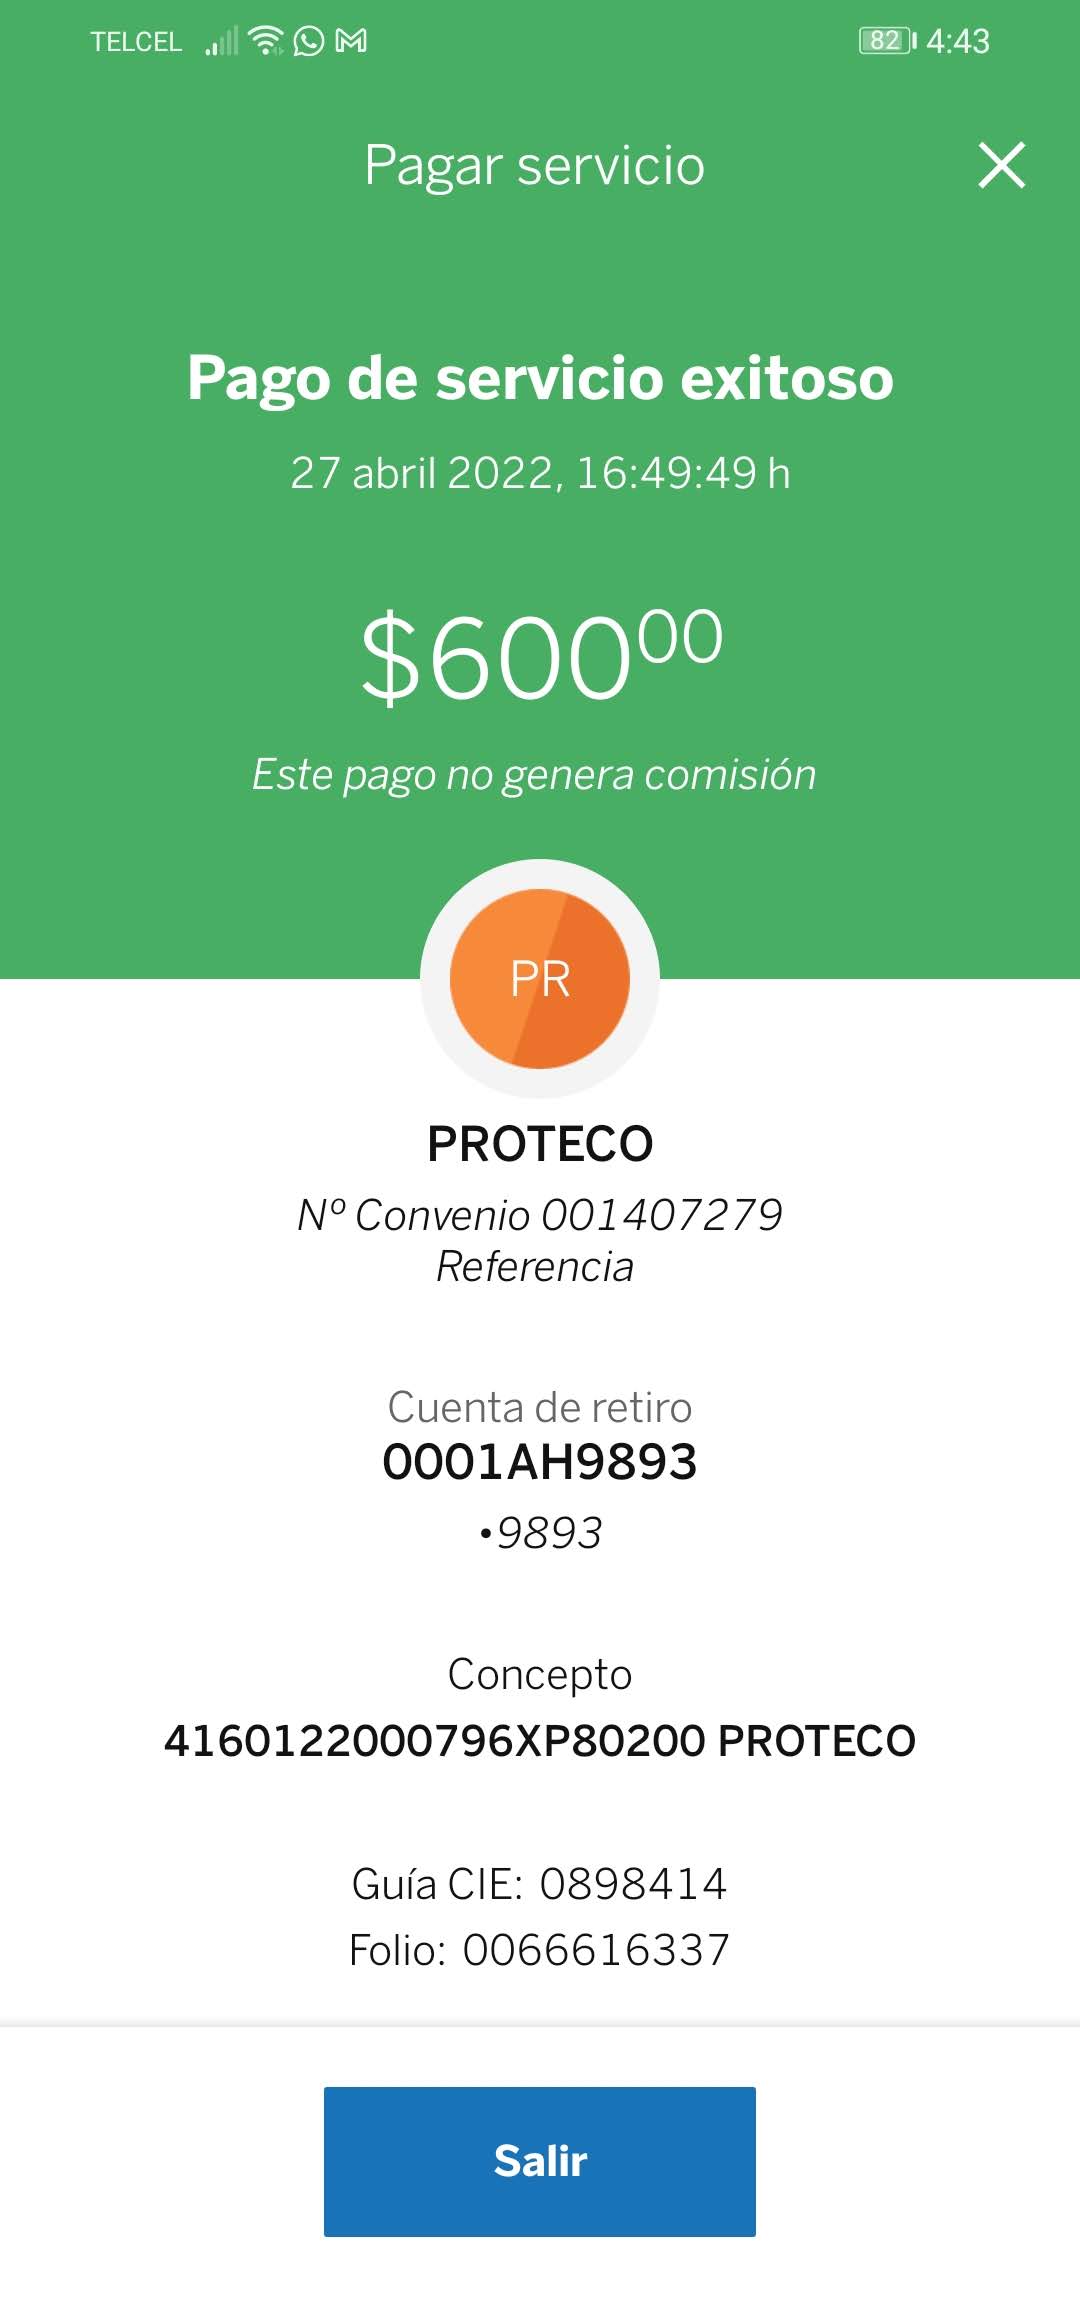 TELCEL
82 4:43
Pagar servicio
Pago de servicio exitoso
27 abril 2022, 16:49:49 h
$60000
Este pago no genera comisión
PR
PROTECO
Nº Convenio 001407279
Referencia
Cuenta de retiro
0001AH9893
•9893
Concepto
4160122000796XP80200 PROTECO
Guía CIE: 0898414
Folio: 0066616337
Salir